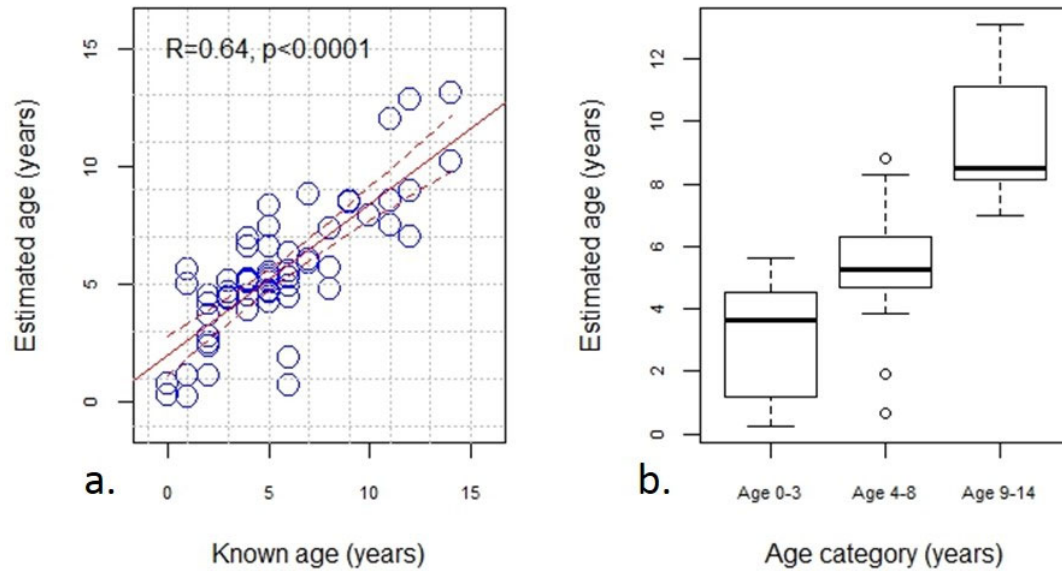 R=0.64, p<0.0001
Estimated age (years)
15
10
5
0
0 5 10 15
Known age (years)
a.
Estimated age (years)
12
10
8
6
4
2
0
Age 0-3 Age 4-8 Age 9-14
Age category (years)
b.